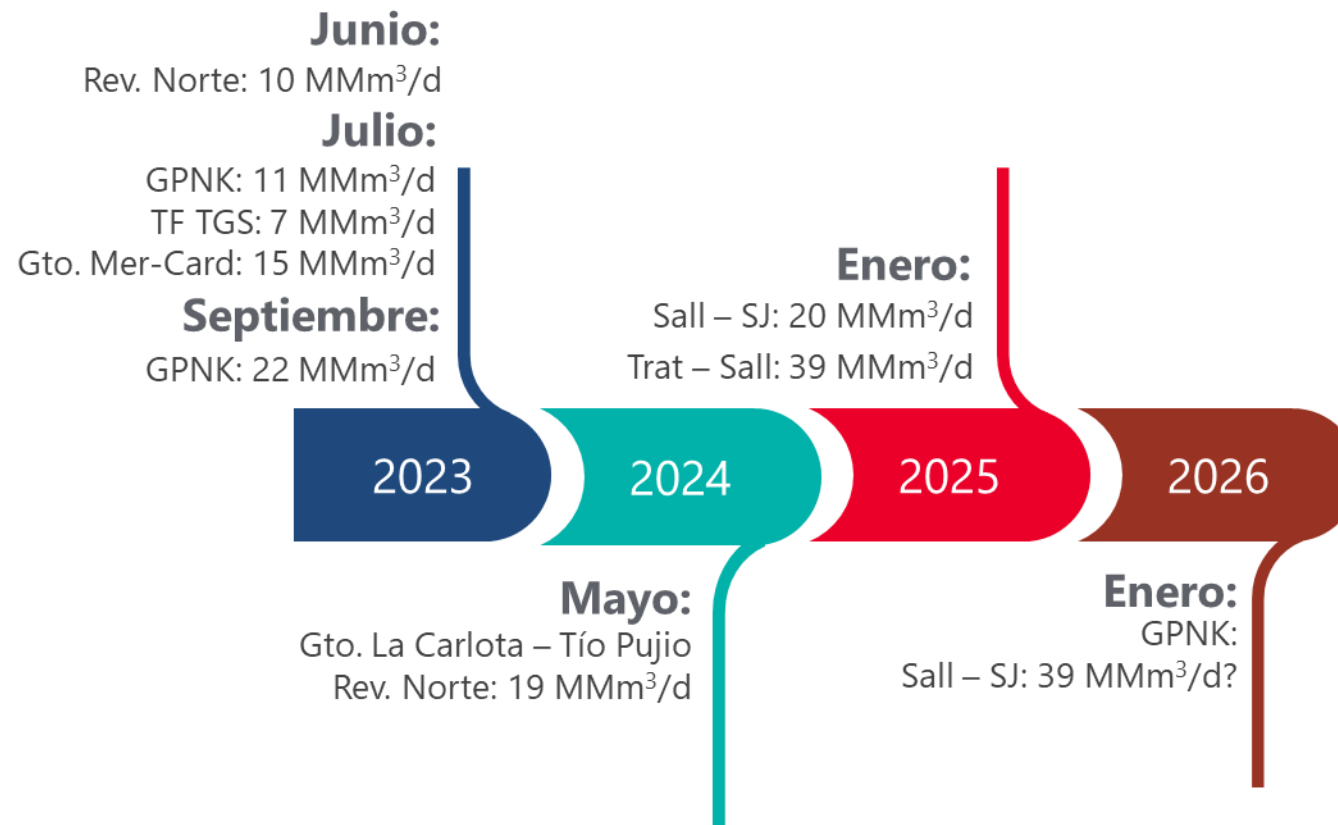 Junio:
Rev. Norte: 10 MMm³/d
Julio:
GPNK: 11 MMm³/d
TF TGS: 7 MMm³/d
Gto. Mer-Card: 15 MMm³/d
Septiembre:
GPNK: 22 MMm³/d
Enero:
Sall – SJ: 20 MMm³/d
Trat – Sall: 39 MMm³/d
2023
2024
2025
2026
Mayo:
Gto. La Carlota – Tío Pujio
Rev. Norte: 19 MMm³/d
Enero:
GPNK:
Sall – SJ: 39 MMm³/d?